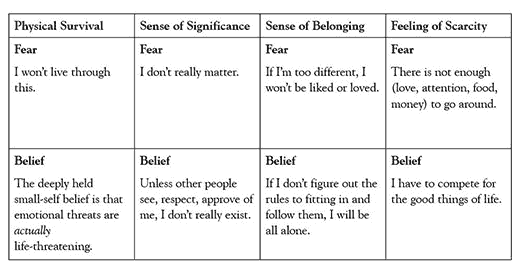 Physical Survival
Sense of Significance
Sense of Belonging
Feeling of Scarcity
Fear
I won't live through
this.
Fear
I don't really matter.
Fear
If I'm too different, I
won't be liked or loved.
Fear
There is not enough
(love, attention, food,
money) to go around.
Belief
The deeply held
small-self belief is that
emotional threats are
actually
life-threatening.
Belief
Unless other people
see, respect, approve of
me, I don't really exist.
Belief
If I don't figure out the
rules to fitting in and
follow them, I will be
all alone.
Belief
I have to compete for
the good things of life.